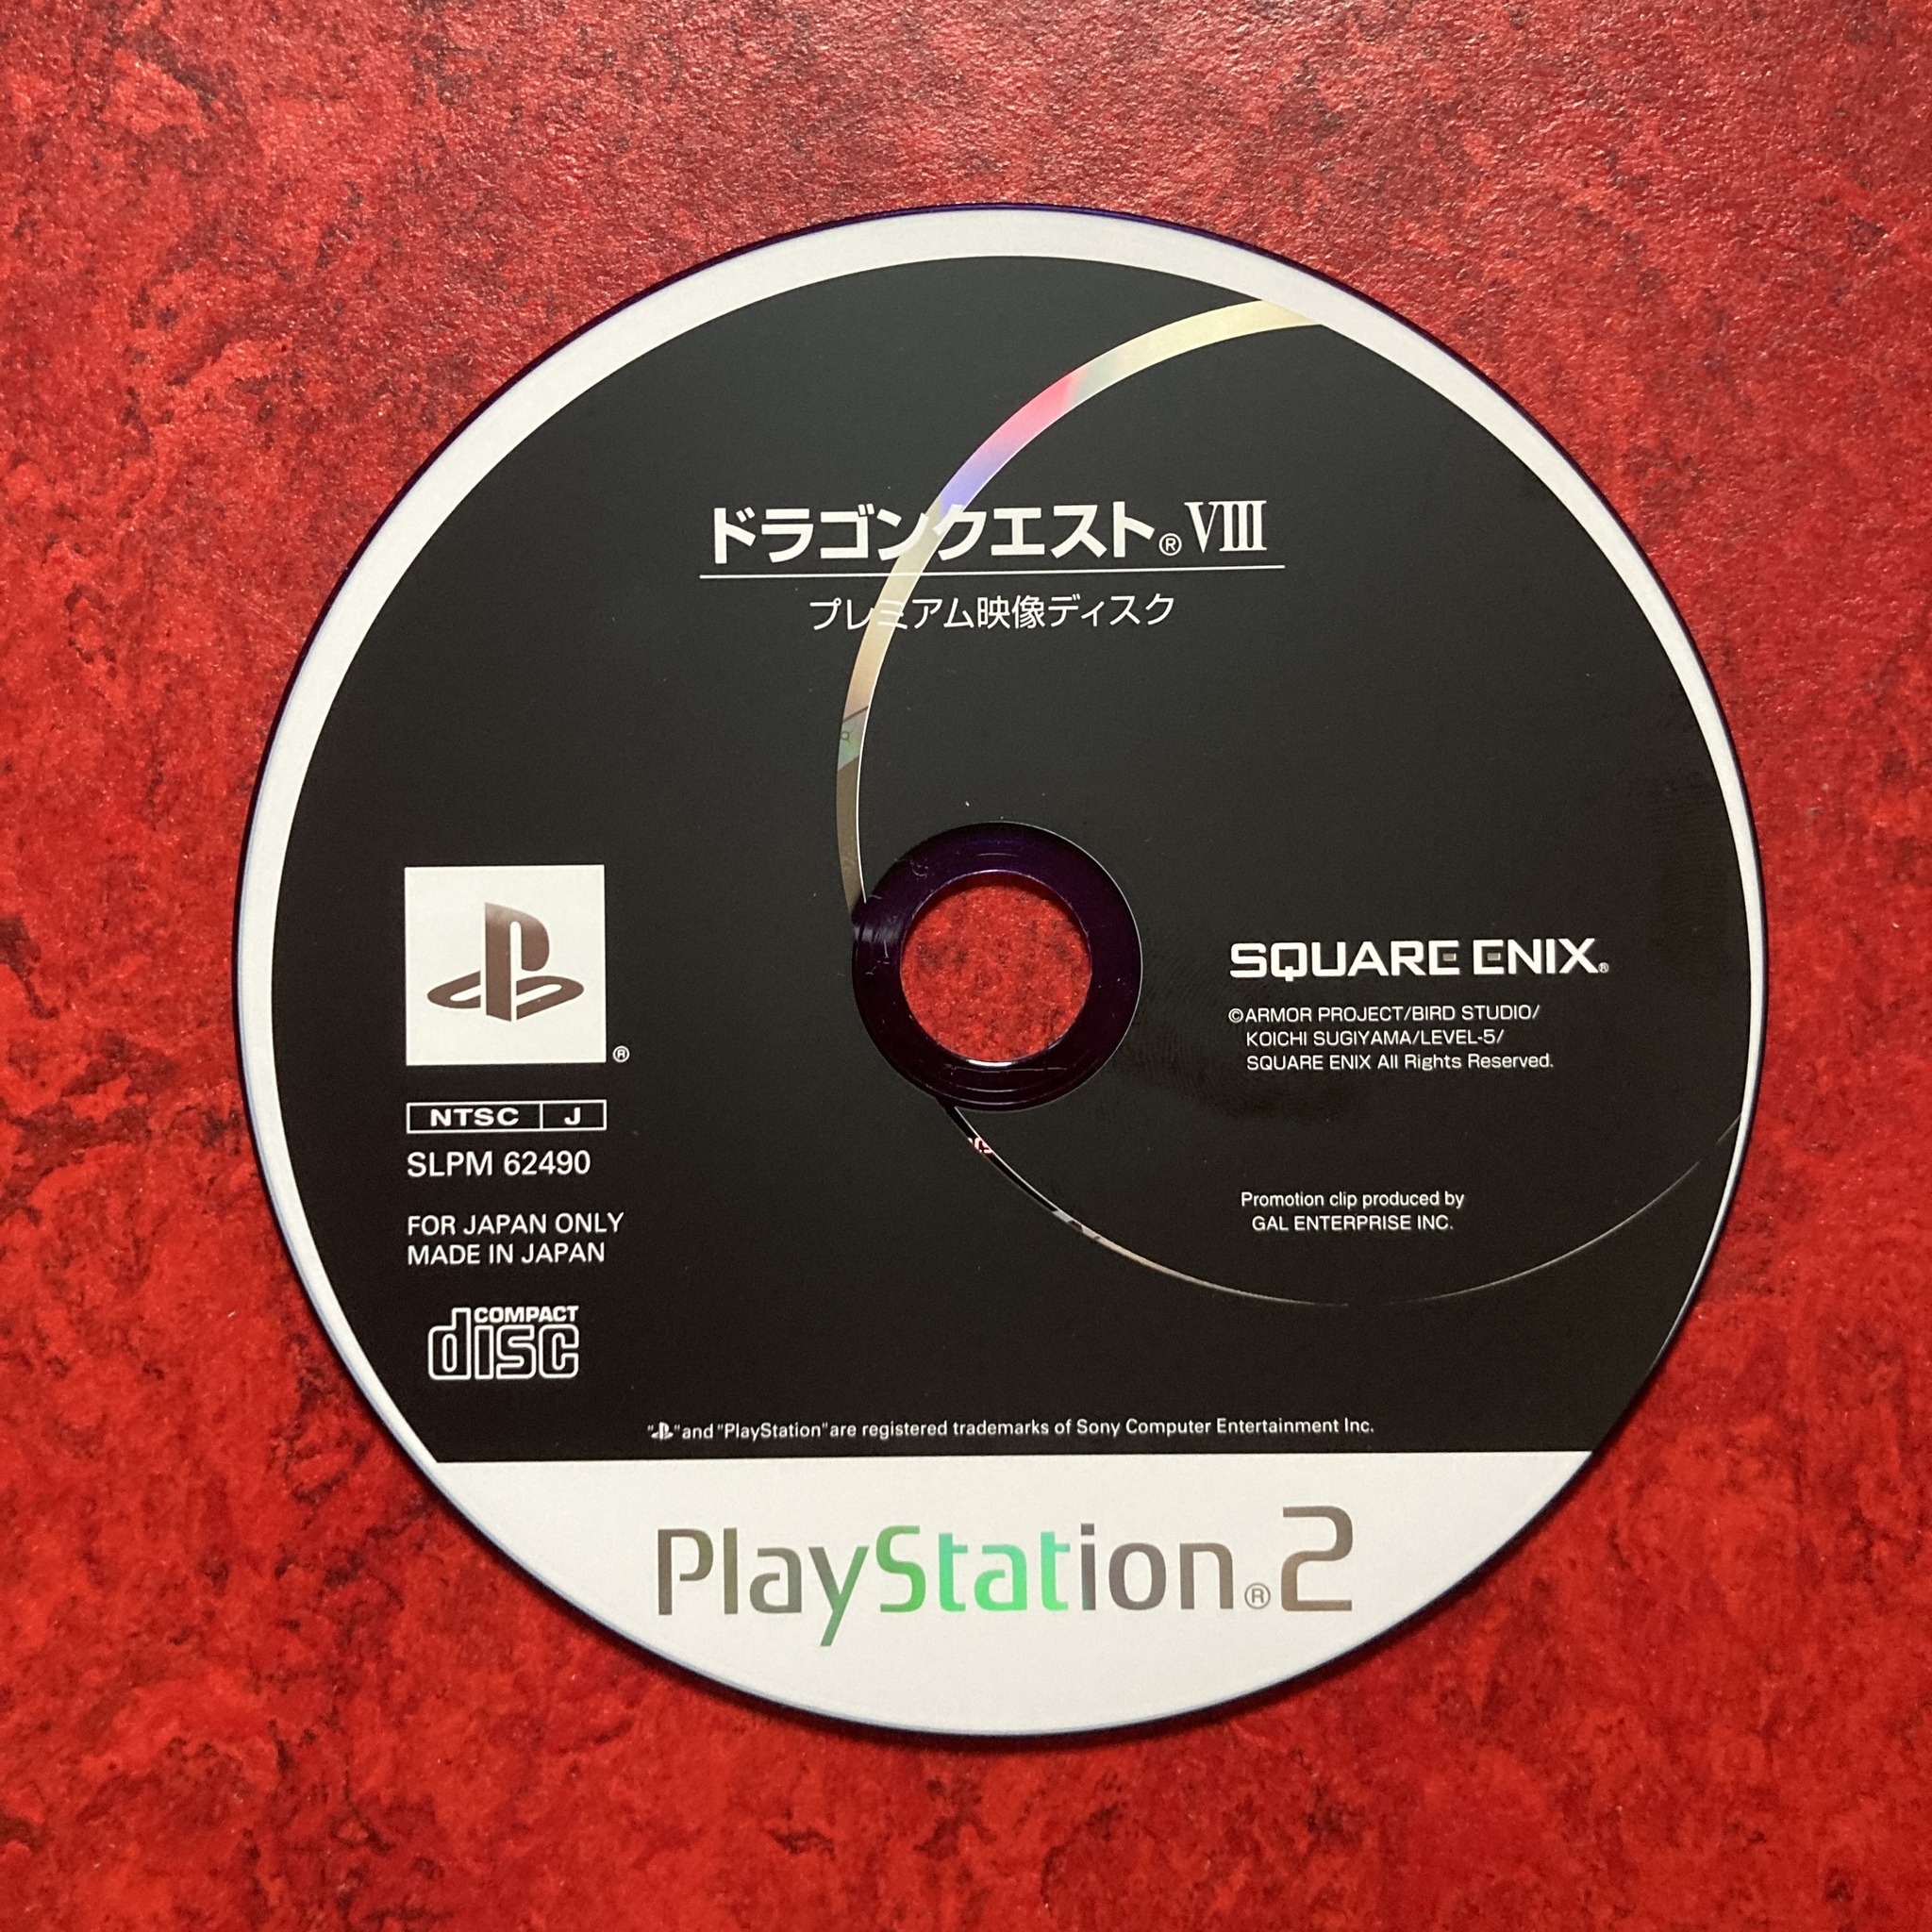 ドラゴンクエスト®VIII
プレミアム映像ディスク
®
NTSC J
SLPM 62490
FOR JAPAN ONLY
MADE IN JAPAN
COMPACT
disc
SQUARE ENIX®
©ARMOR PROJECT/BIRD STUDIO/
KOICHI SUGIYAMA/LEVEL-5/
SQUARE ENIX All Rights Reserved.
Promotion clip produced by
GAL ENTERPRISE INC.
" "and "PlayStation"are registered trademarks of Sony Computer Entertainment Inc.
PlayStation®2